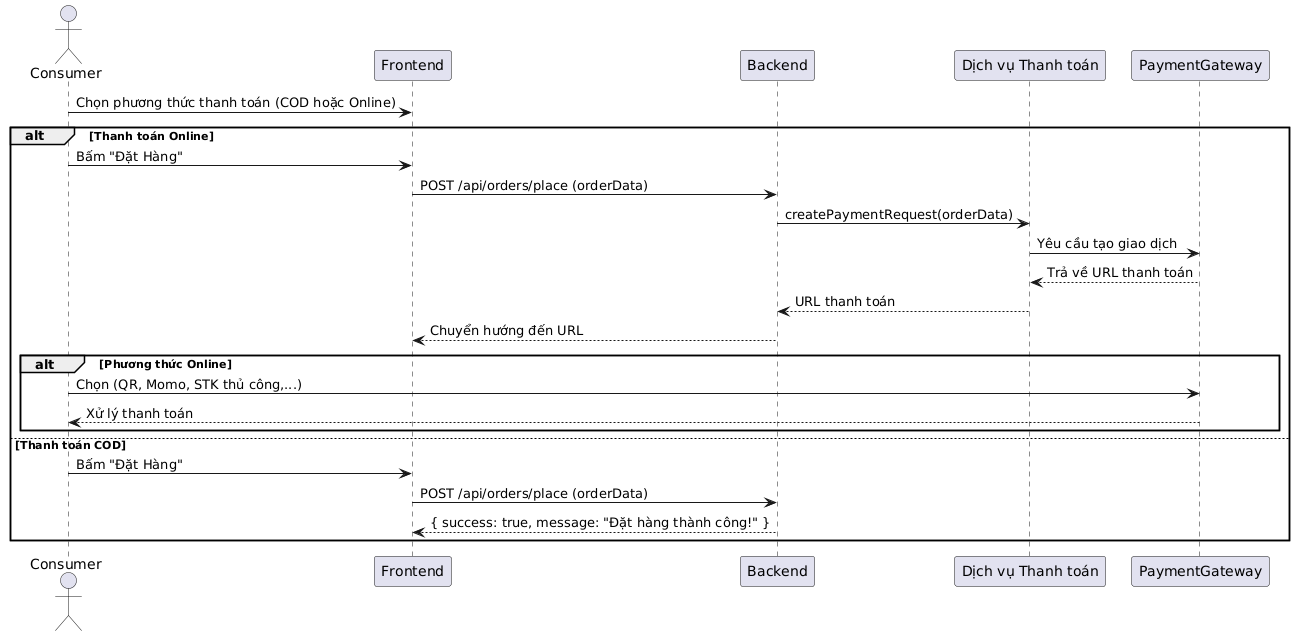 Consumer
Frontend
Backend
Dịch vụ Thanh toán
PaymentGateway
Chọn phương thức thanh toán (COD hoặc Online)
alt
[Thanh toán Online]
Bấm "Đặt Hàng"
POST /api/orders/place (orderData)
createPaymentRequest(orderData)
Yêu cầu tạo giao dịch
Trả về URL thanh toán
URL thanh toán
Chuyển hướng đến URL
alt
[Phương thức Online]
Chọn (QR, Momo, STK thủ công,...)
Xử lý thanh toán
[Thanh toán COD]
Bấm "Đặt Hàng"
POST /api/orders/place (orderData)
{ success: true, message: "Đặt hàng thành công!" }
Consumer
Frontend
Backend
Dịch vụ Thanh toán
PaymentGateway